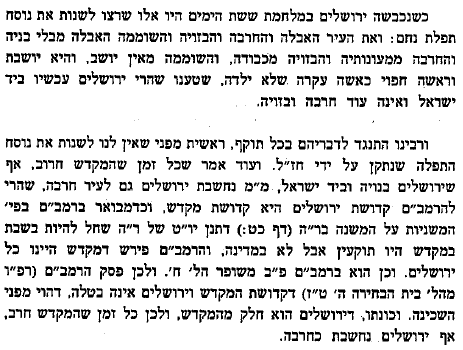 כשנכבשה ירושלים במלחמת ששת הימים היו אלו שרצו לשנות את נוסח
תפלת נחם: ואת העיר האבלה והחרבה והבזויה והשוממה האבלה מבלי בניה
והחרבה ממעונותיה והבזויה מכבודה, והשוממה מאין יושב, והיא יושבת
וראשה חפוי כאשה עקרה שלא ילדה, שטענו שהרי ירושלים עכשיו ביד
ישראל ואינה עוד חרבה ובזויה.
ורבינו התנגד לדבריהם בכל תוקף, ראשית מפני שאין לנו לשנות את נוסח
התפלה שנתקן על ידי חז"ל. ועוד אמר שכל זמן שהמקדש חרוב, אף
שירושלים בנויה וביד ישראל, מ"מ נחשבת ירושלים גם לעיר חרבה, שהרי
להרמב"ם קדושת ירושלים היא קדושת מקדש, וכדמבואר ברמב"ם בפי'
המשניות על המשנה בר"ה (דף כט:) דתנן יו"ט של ר"ה שחל להיות בשבת
במקדש היו תוקעין אבל לא במדינה, והרמב"ם פירש דמקדש היינו כל
ירושלים. וכן הוא ברמב"ם פ"ב משופר הל' ח'. ולכן פסק הרמב"ם (רפ"ו
מהל' בית הבחירה ה' ט"ז) דקדושת המקדש וירושלים אינה בטלה, דהוי מפני
השכינה. וכונתו, דירושלים הוא חלק מהמקדש, ולכן כל זמן שהמקדש חרב,
אף ירושלים נחשבת כחרבה.